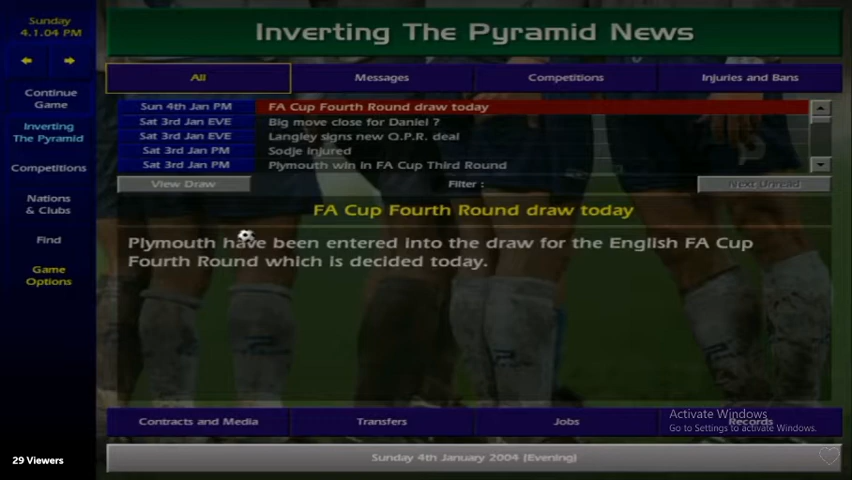 Sunday
4.1.04 PM
Inverting The Pyramid News
All
Messages
Competitions
Injuries and Bans
Continue
Game
Inverting
The Pyramid
Competitions
Nations
& Clubs
Find
Game
Options
Sun 4th Jan PM FA Cup Fourth Round draw today
Sat 3rd Jan EVE Big move close for Daniel ?
Sat 3rd Jan EVE Langley signs new Q.P.R. deal
Sat 3rd Jan PM Sodje injured
Sat 3rd Jan PM Plymouth win in FA Cup Third Round
View Draw
Filter :
Next Unread
FA Cup Fourth Round draw today
Plymouth have been entered into the draw for the English FA Cup
Fourth Round which is decided today.
Contracts and Media
Transfers
Jobs
Records
Activate Windows
Go to Settings to activate Windows.
Sunday 4th January 2004 (Evening)
29 Viewers